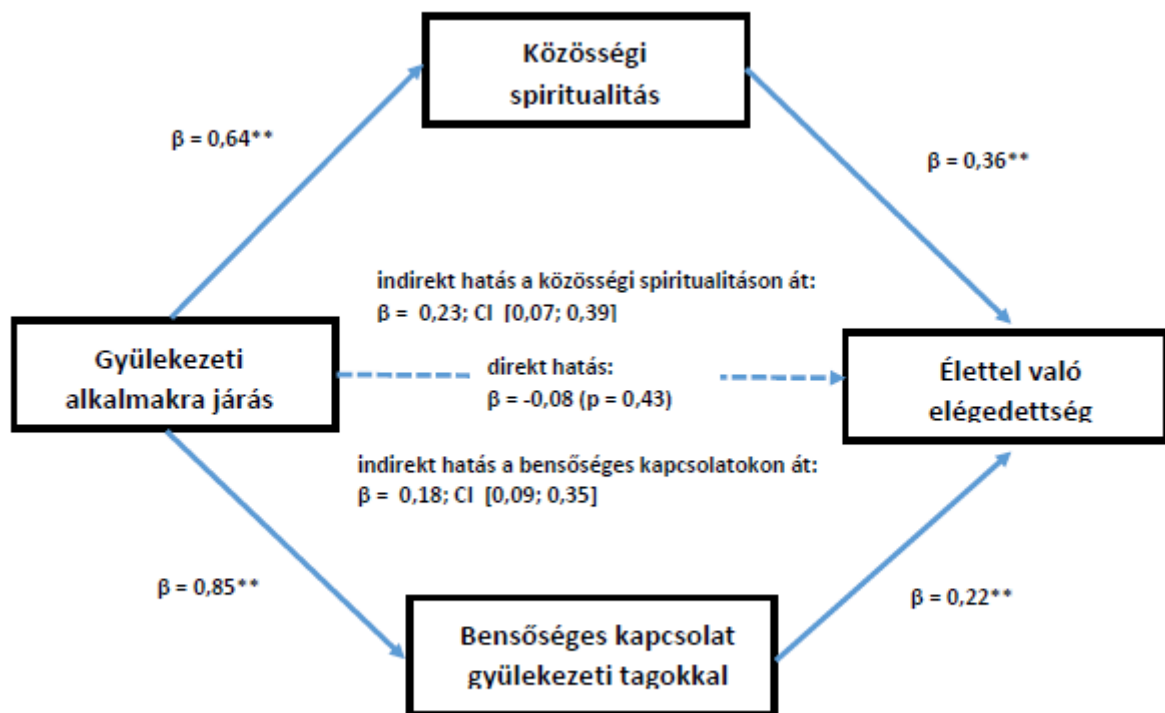 Közösségi
spiritualitás
β = 0,64**
β = 0,36**
indirekt hatás a közösségi spiritualitáson át:
β = 0,23; CI [0,07; 0,39]
Gyülekezeti
alkalmakra járás
direkt hatás:
β = -0,08 (p = 0,43)
Élettel való
elégedettség
indirekt hatás a bensőséges kapcsolatokon át:
β = 0,18; CI [0,09; 0,35]
β = 0,85**
β = 0,22**
Bensőséges kapcsolat
gyülekezeti tagokkal